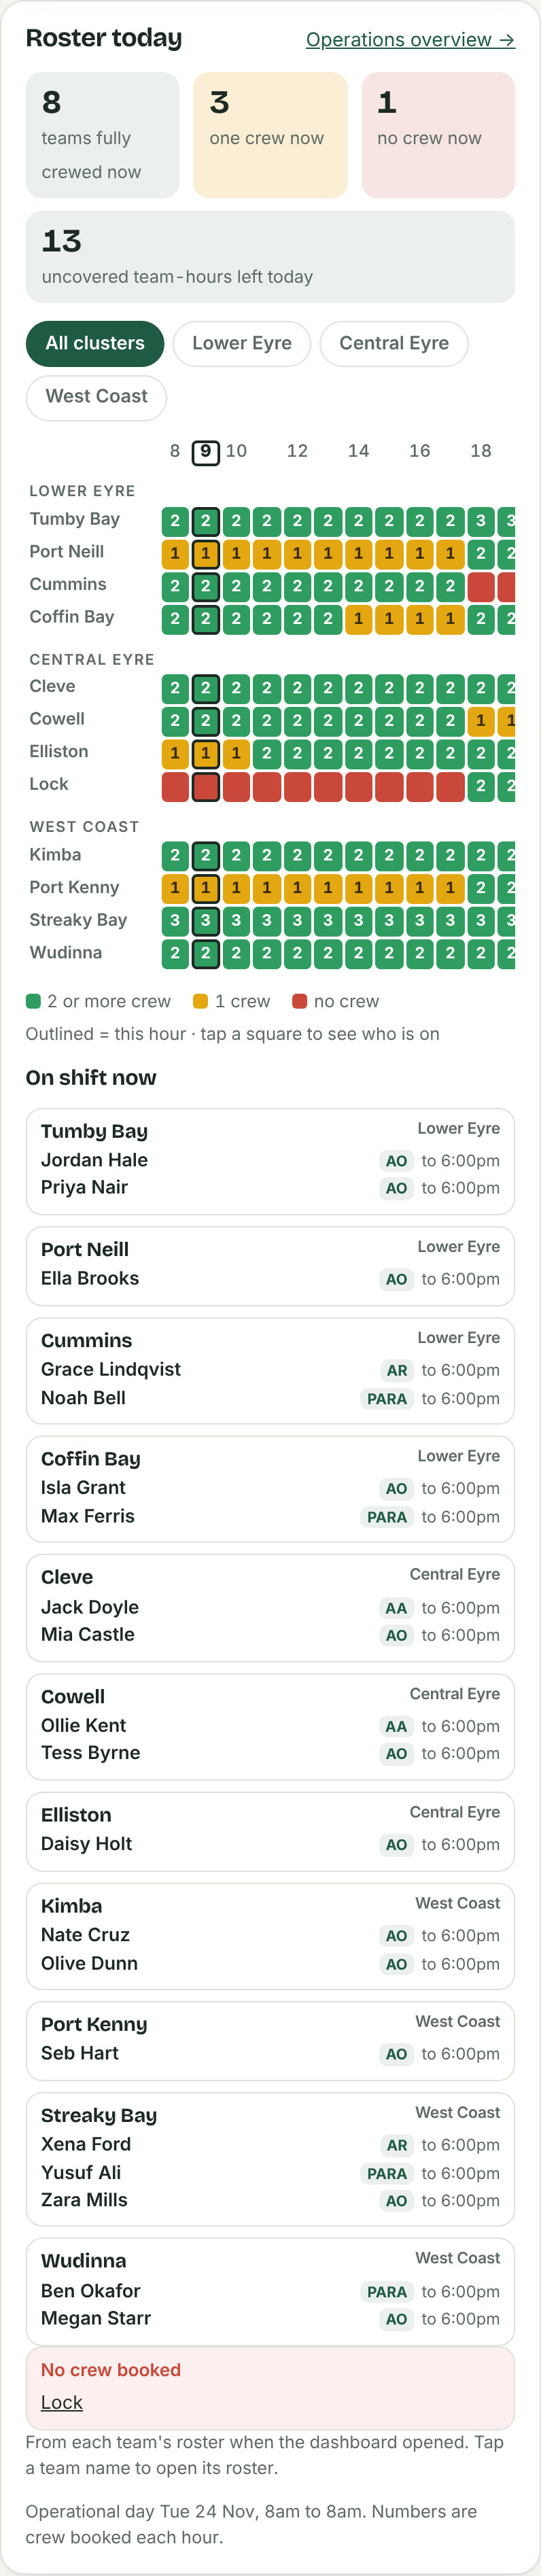 Roster today
Operations overview →
8
teams fully
crewed now
3
one crew now
1
no crew now
13
uncovered team-hours left today
All clusters
Lower Eyre
Central Eyre
West Coast
8 9 10 12 14 16 18
LOWER EYRE
Tumby Bay 2 2 2 2 2 2 2 2 2 2 3 3
Port Neill 1 1 1 1 1 1 1 1 1 1 2 2
Cummins 2 2 2 2 2 2 2 2 2 2
Coffin Bay 2 2 2 2 2 2 1 1 1 1 2 2
CENTRAL EYRE
Cleve 2 2 2 2 2 2 2 2 2 2 2 2
Cowell 2 2 2 2 2 2 2 2 2 2 1 1
Elliston 1 1 1 2 2 2 2 2 2 2 2 2
Lock 2 2
WEST COAST
Kimba 2 2 2 2 2 2 2 2 2 2 2 2
Port Kenny 1 1 1 1 1 1 1 1 1 1 2 2
Streaky Bay 3 3 3 3 3 3 3 3 3 3 3 3
Wudinna 2 2 2 2 2 2 2 2 2 2 2 2
2 or more crew
1 crew
no crew
Outlined = this hour · tap a square to see who is on
On shift now
Tumby Bay Lower Eyre
Jordan Hale AO to 6:00pm
Priya Nair AO to 6:00pm
Port Neill Lower Eyre
Ella Brooks AO to 6:00pm
Cummins Lower Eyre
Grace Lindqvist AR to 6:00pm
Noah Bell PARA to 6:00pm
Coffin Bay Lower Eyre
Isla Grant AO to 6:00pm
Max Ferris PARA to 6:00pm
Cleve Central Eyre
Jack Doyle AA to 6:00pm
Mia Castle AO to 6:00pm
Cowell Central Eyre
Ollie Kent AA to 6:00pm
Tess Byrne AO to 6:00pm
Elliston Central Eyre
Daisy Holt AO to 6:00pm
Kimba West Coast
Nate Cruz AO to 6:00pm
Olive Dunn AO to 6:00pm
Port Kenny West Coast
Seb Hart AO to 6:00pm
Streaky Bay West Coast
Xena Ford AR to 6:00pm
Yusuf Ali PARA to 6:00pm
Zara Mills AO to 6:00pm
Wudinna West Coast
Ben Okafor PARA to 6:00pm
Megan Starr AO to 6:00pm
No crew booked
Lock
From each team's roster when the dashboard opened. Tap
a team name to open its roster.
Operational day Tue 24 Nov, 8am to 8am. Numbers are
crew booked each hour.